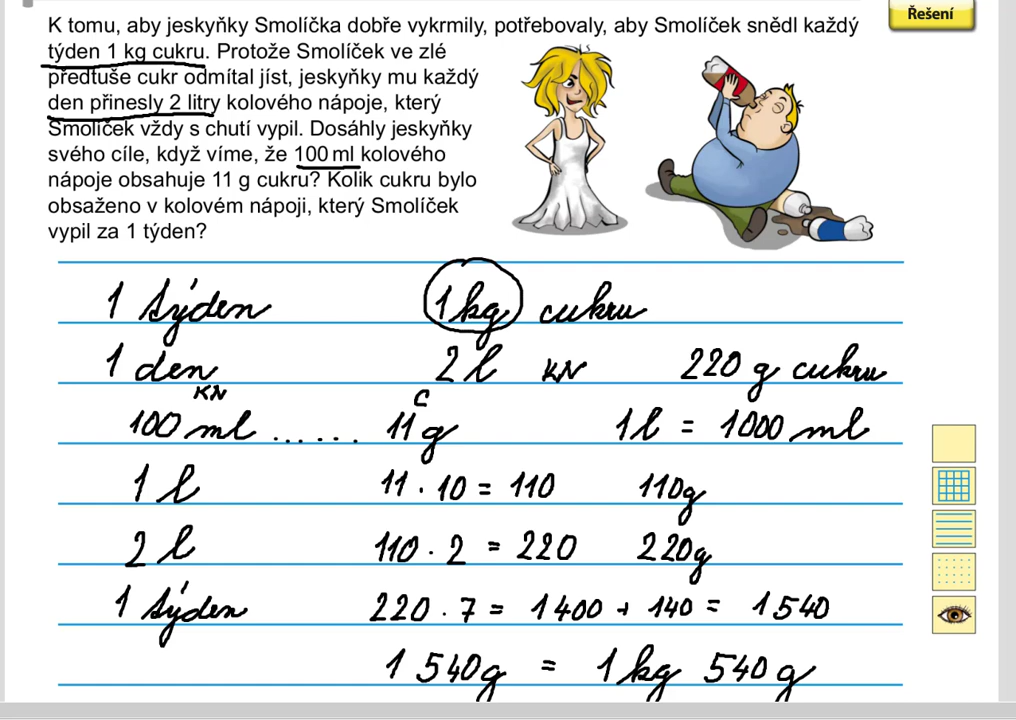 K tomu, aby jeskyňky Smolíčka dobře vykrmily, potřebovaly, aby Smolíček snědl každý
týden 1 kg cukru. Protože Smolíček ve zlé
předtuše cukr odmítal jíst, jeskyňky mu každý
den přinesly 2 litry kolového nápoje, který
Smolíček vždy s chutí vypil. Dosáhly jeskyňky
svého cíle, když víme, že 100 ml kolového
nápoje obsahuje 11 g cukru? Kolik cukru bylo
obsaženo v kolovém nápoji, který Smolíček
vypil za 1 týden?
Řešení
1 týden 1 kg cukru
1 den 2 l KN 220 g cukru
KN C
100 ml ...... 11 g 1 l = 1000 ml
1 l 11 · 10 = 110 110g
2 l 110 · 2 = 220 220g
1 týden 220 · 7 = 1400 + 140 = 1540
1 540g = 1 kg 540 g